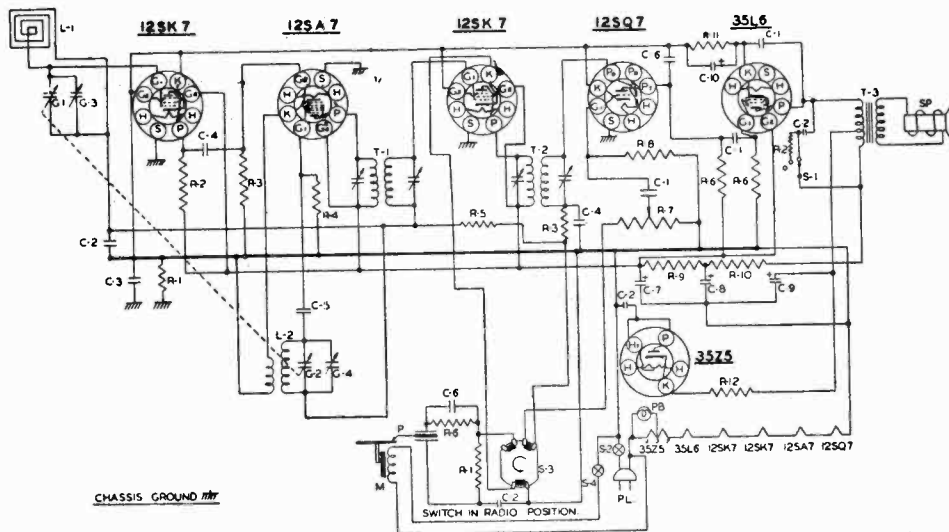 12SK7 12SA7 12SK7 12SQ7 35L6
L-1
R-11 C-1
C-10
C-6
G-1 G-3
T-3 SP
C-4
T-1 T-2
R-8
C-1
C-2
R-2
S-1
R-2 R-3 R-4
C-1
R-6 R-6
R-5
R-3 C-4
R-7
C-2
C-3 R-1
R-9 R-10
C-7 C-8 C-9
C-5
C-2
L-2
G-2 G-4
35Z5
R-12
C-6
P
R-6
PB
35Z5 35L6 12SK7 12SK7 12SA7 12SQ7
M
R-1
S-3
S-2
S-4
C-2
PL.
CHASSIS GROUND
SWITCH IN RADIO POSITION.